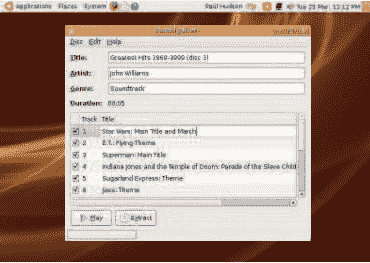 Applications Places System Paul Hudson Tue 25 Mar, 12:12 PM
Disc Edit Help
Title: Greatest Hits 1969-1999 (disc 1)
Artist: John Williams
Genre: Soundtrack
Duration:
Track Title
1 Star Wars: Main Title and March
2 E.T.: Flying Theme
3 Superman: Main Title
4 Indiana Jones and the Temple of Doom: Parade of the Slave Child
5 Sugarland Express: Theme
6 Jaws: Theme
Play Extract